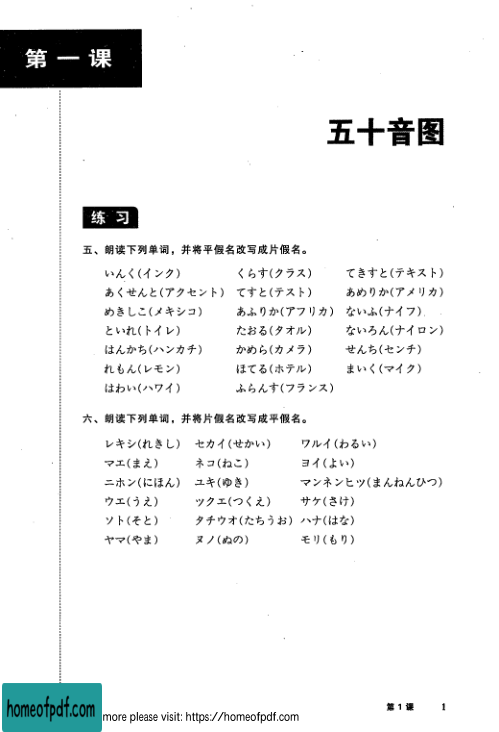 第一课
五十音图
练习
五、朗读下列单词，并将平假名改写成片假名。
いんく(インク) くらす(クラス) てきすと(テキスト)
あくせんと(アクセント) てすと(テスト) あめりか(アメリカ)
めきしこ(メキシコ) あふりか(アフリカ) ないふ(ナイフ)
といれ(トイレ) たおる(タオル) ないろん(ナイロン)
はんかち(ハンカチ) かめら(カメラ) せんち(センチ)
れもん(レモン) ほてる(ホテル) まいく(マイク)
はわい(ハワイ) ふらんす(フランス)
六、朗读下列单词，并将片假名改写成平假名。
レキシ(れきし) セカイ(せかい) ワルイ(わるい)
マエ(まえ) ネコ(ねこ) ヨイ(よい)
ニホン(にほん) ユキ(ゆき) マンネンヒツ(まんねんひつ)
ウエ(うえ) ツクエ(つくえ) サケ(さけ)
ソト(そと) タチウオ(たちうお) ハナ(はな)
ヤマ(やま) ヌノ(ぬの) モリ(もり)
第1课 1
homeofpdf.com
more please visit: https://homeofpdf.com